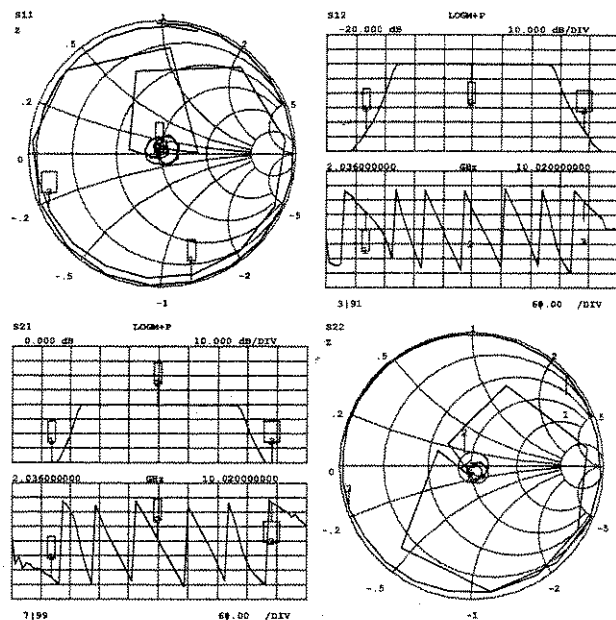 S11
Z
1
.5
2
.2
.5
0
-.2
-5
-.5
-2
-1
S12 LOGM+P
-20.000 dB 10.000 dB/DIV
2.036000000 GHz 10.020000000
3|91 60.00 /DIV
S21 LOGM+P
0.000 dB 10.000 dB/DIV
2.036000000 GHz 10.020000000
7|99 60.00 /DIV
S22
Z
1
.5
2
.2
5
0
-.2
-5
-.5
-2
-1